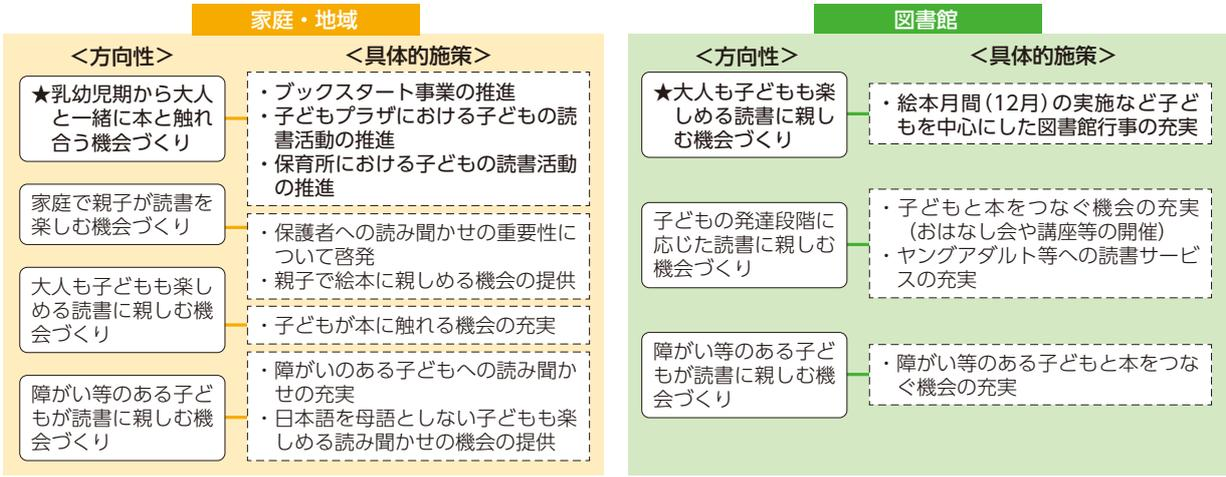 家庭・地域
＜方向性＞
＜具体的施策＞
★乳幼児期から大人
と一緒に本と触れ
合う機会づくり
・ブックスタート事業の推進
・子どもプラザにおける子どもの読
書活動の推進
・保育所における子どもの読書活動
の推進
家庭で親子が読書を
楽しむ機会づくり
・保護者への読み聞かせの重要性に
ついて啓発
・親子で絵本に親しめる機会の提供
大人も子どもも楽し
める読書に親しむ機
会づくり
・子どもが本に触れる機会の充実
障がい等のある子ど
もが読書に親しむ機
会づくり
・障がいのある子どもへの読み聞か
せの充実
・日本語を母語としない子どもも楽
しめる読み聞かせの機会の提供
図書館
＜方向性＞
＜具体的施策＞
★大人も子どもも楽
しめる読書に親し
む機会づくり
・絵本月間（12月）の実施など子ど
もを中心にした図書館行事の充実
子どもの発達段階に
応じた読書に親しむ
機会づくり
・子どもと本をつなぐ機会の充実
（おはなし会や講座等の開催）
・ヤングアダルト等への読書サービ
スの充実
障がい等のある子ど
もが読書に親しむ機
会づくり
・障がい等のある子どもと本をつな
ぐ機会の充実